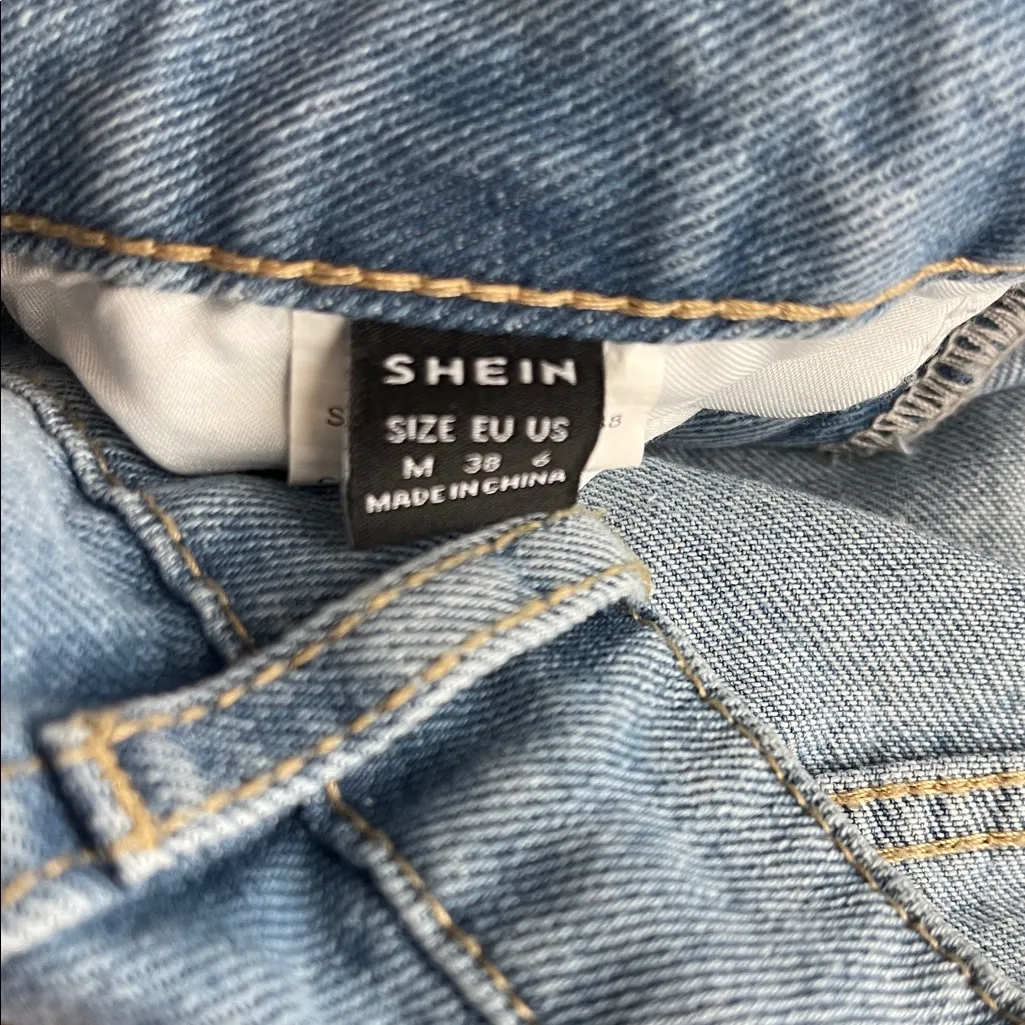 SHEIN
SIZE EU US
M 38 6
MADE IN CHINA